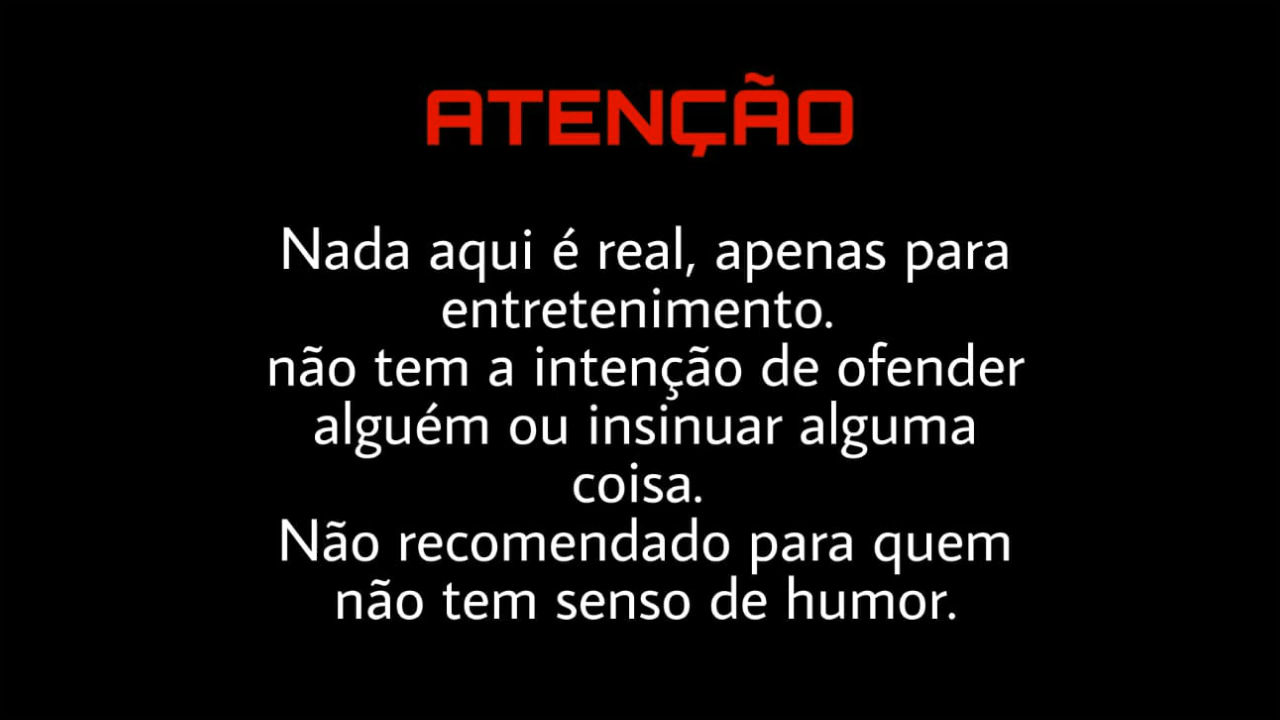 ATENÇÃO
Nada aqui é real, apenas para
entretenimento.
não tem a intenção de ofender
alguém ou insinuar alguma
coisa.
Não recomendado para quem
não tem senso de humor.